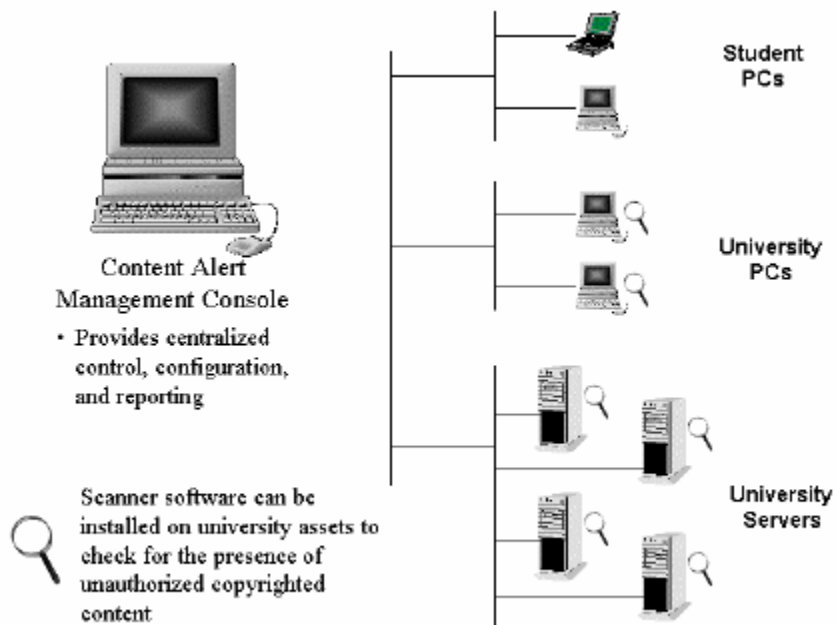 Content Alert
Management Console
• Provides centralized
control, configuration,
and reporting
Scanner software can be
installed on university assets to
check for the presence of
unauthorized copyrighted
content
Student
PCs
University
PCs
University
Servers